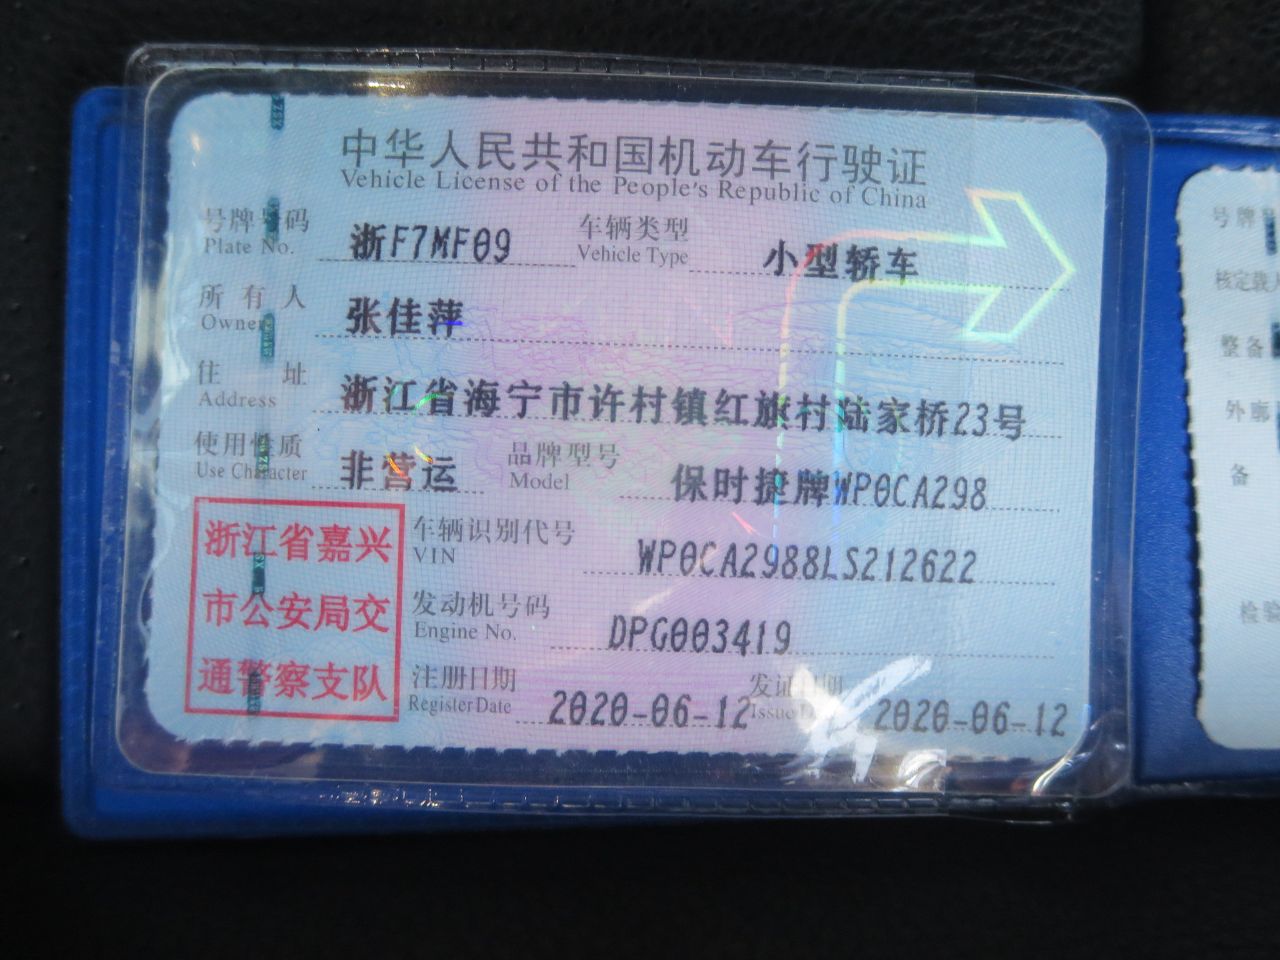 中华人民共和国机动车行驶证
Vehicle License of the People's Republic of China
号牌号码 浙F7MF09 车辆类型 小型轿车
Plate No. Vehicle Type
所有人 张佳萍
Owner
住址 浙江省海宁市许村镇红旗村陆家桥23号
Address
使用性质 非营运 品牌型号 保时捷牌WP0CA298
Use Character Model
浙江省嘉兴
市公安局交
通警察支队
车辆识别代号 WP0CA2988LS212622
VIN
发动机号码 DPG003419
Engine No.
注册日期 2020-06-12 发证日期 2020-06-12
Register Date Issue
号牌
核定载人
整备
外廓
备
检验